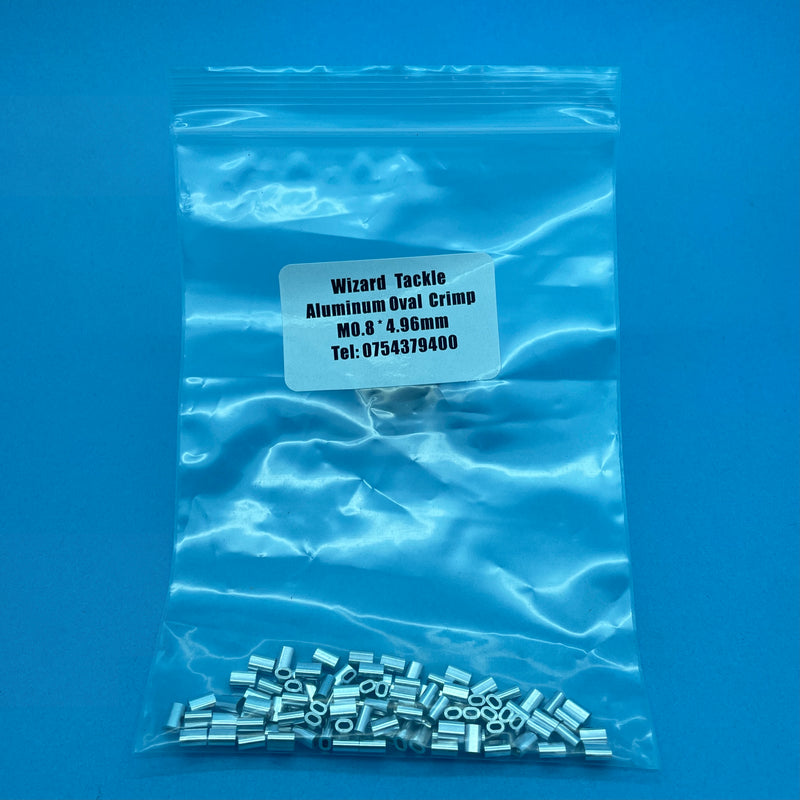 Wizard Tackle
Aluminum Oval Crimp
M0.8*4.96mm
Tel: 0754379400